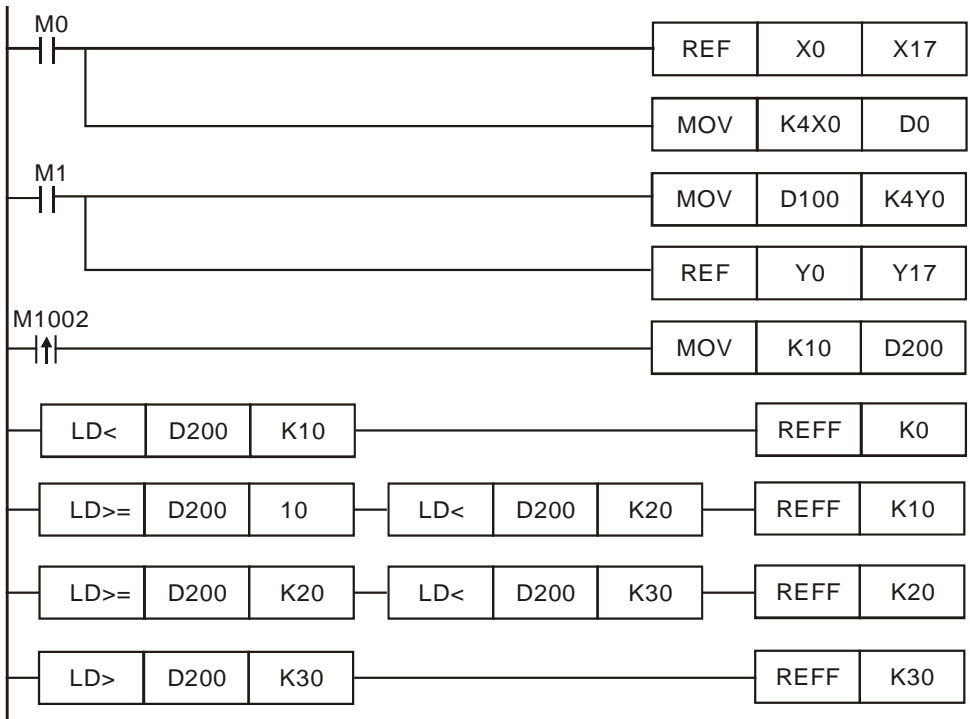 M0
REF X0 X17
MOV K4X0 D0
M1
MOV D100 K4Y0
REF Y0 Y17
M1002
MOV K10 D200
LD< D200 K10 REFF K0
LD>= D200 10 LD< D200 K20 REFF K10
LD>= D200 K20 LD< D200 K30 REFF K20
LD> D200 K30 REFF K30